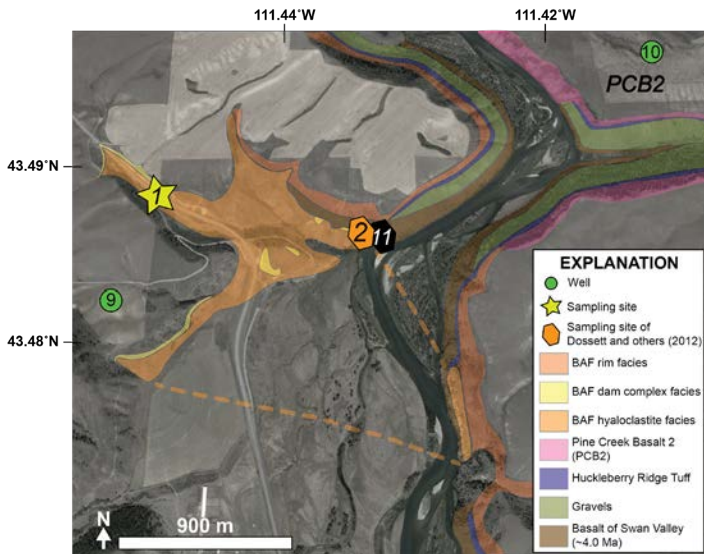 111.44°W
111.42°W
10
PCB2
43.49°N
1
2
11
9
43.48°N
EXPLANATION
Well
Sampling site
Sampling site of
Dossett and others (2012)
BAF rim facies
BAF dam complex facies
BAF hyaloclastite facies
Pine Creek Basalt 2
(PCB2)
Huckleberry Ridge Tuff
Gravels
Basalt of Swan Valley
(~4.0 Ma)
N
900 m